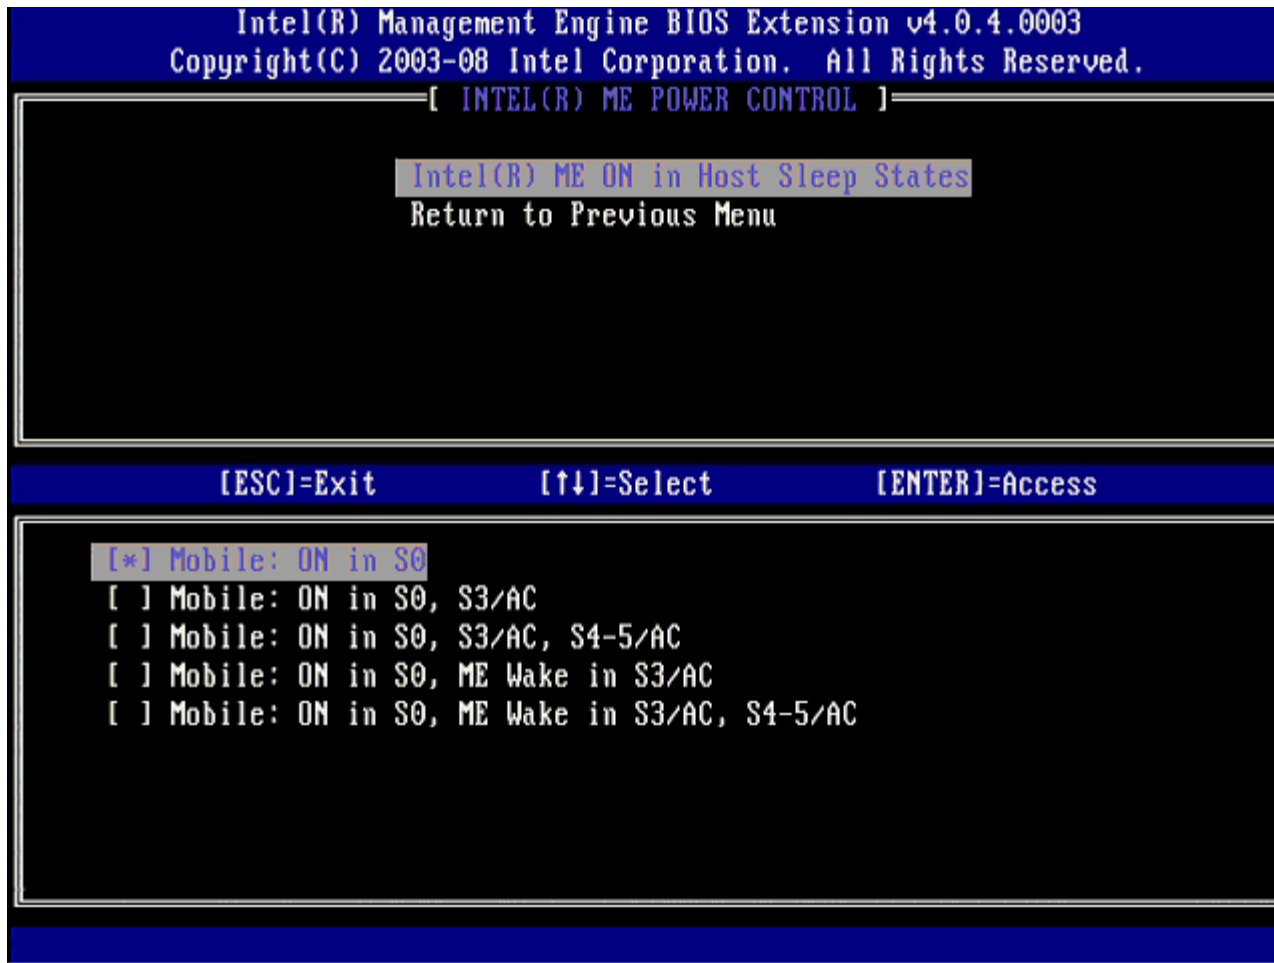 Intel(R) Management Engine BIOS Extension v4.0.4.0003
Copyright(C) 2003-08 Intel Corporation. All Rights Reserved.
[ INTEL(R) ME POWER CONTROL ]
Intel(R) ME ON in Host Sleep States
Return to Previous Menu
[ESC]=Exit [↑↓]=Select [ENTER]=Access
[*] Mobile: ON in S0
[ ] Mobile: ON in S0, S3/AC
[ ] Mobile: ON in S0, S3/AC, S4-5/AC
[ ] Mobile: ON in S0, ME Wake in S3/AC
[ ] Mobile: ON in S0, ME Wake in S3/AC, S4-5/AC